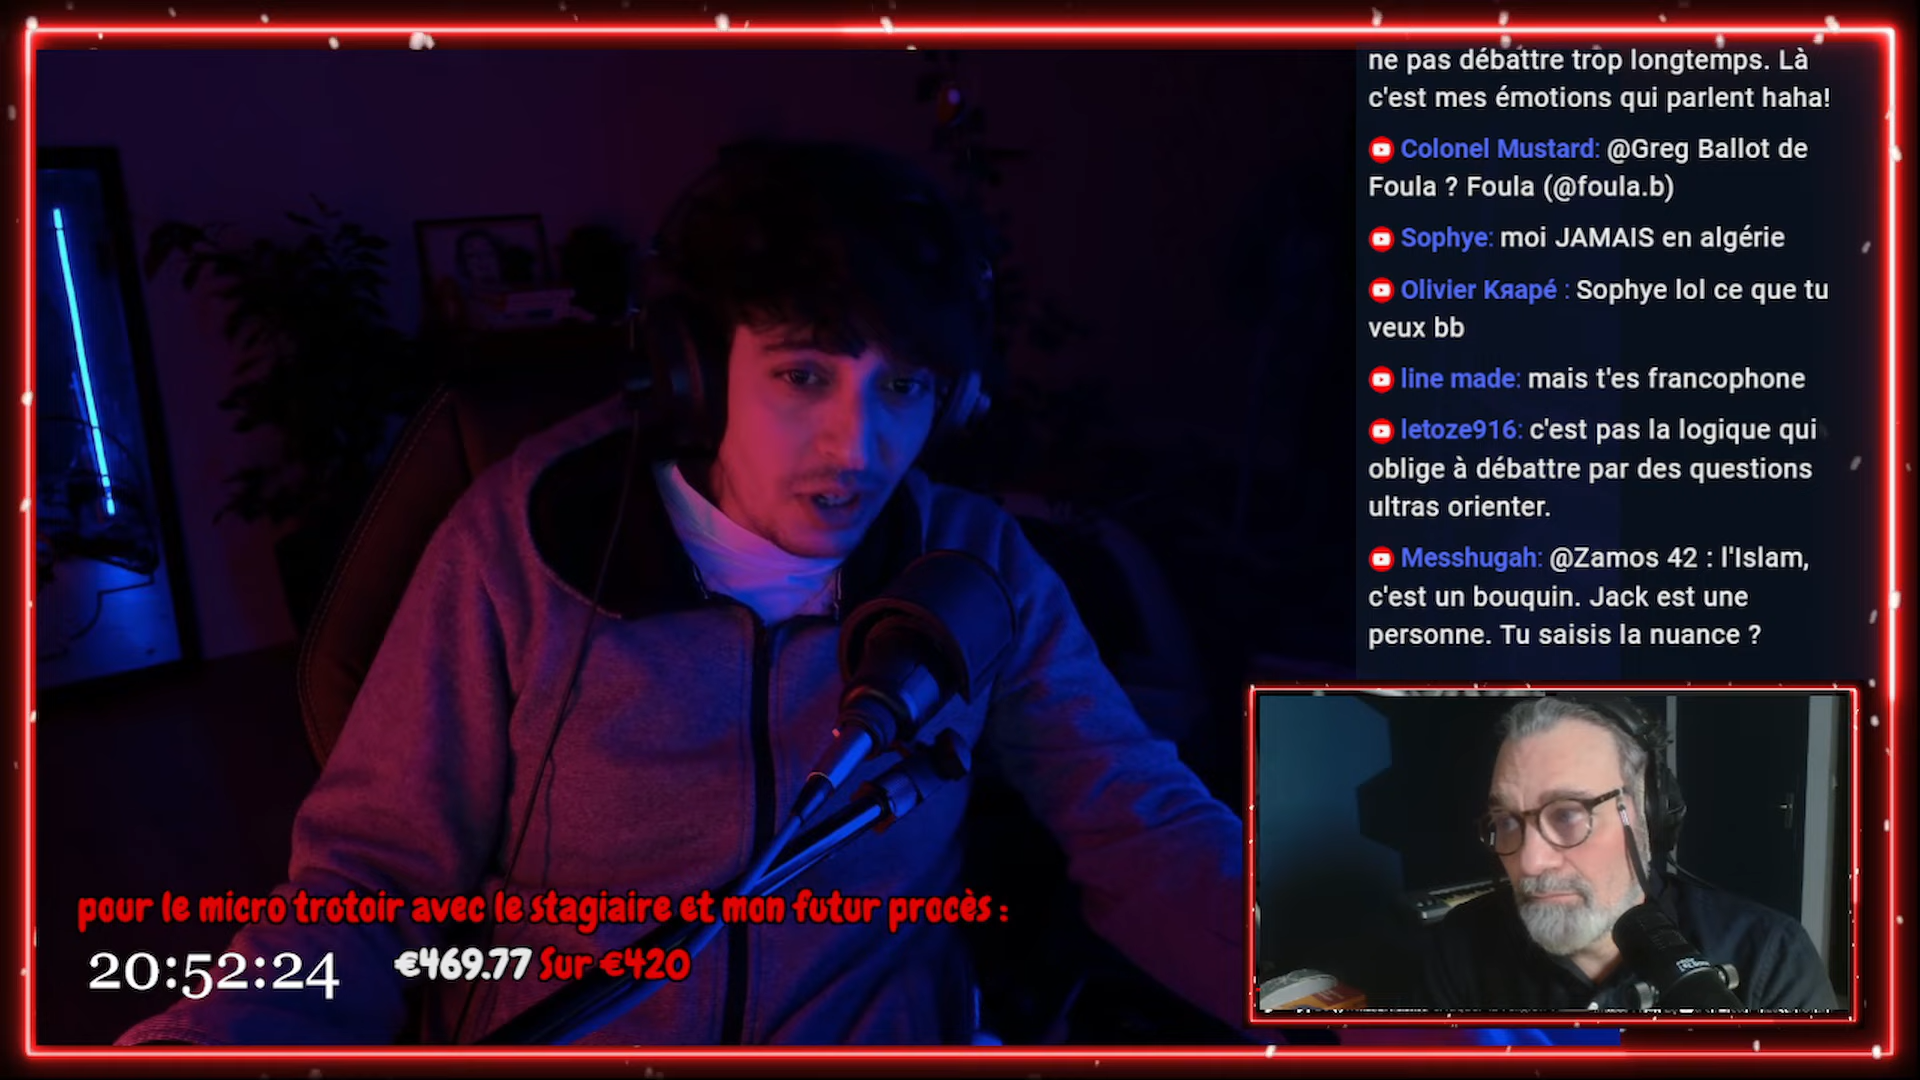 ne pas débattre trop longtemps. Là
c'est mes émotions qui parlent haha!
Colonel Mustard: @Greg Ballot de
Foula ? Foula (@foula.b)
Sophye: moi JAMAIS en algérie
Olivier Kяapé : Sophye lol ce que tu
veux bb
line made: mais t'es francophone
letoze916: c'est pas la logique qui
oblige à débattre par des questions
ultras orienter.
Messhugah: @Zamos 42 : l'Islam,
c'est un bouquin. Jack est une
personne. Tu saisis la nuance ?
pour le micro trotoir avec le stagiaire et mon futur procès :
20:52:24
€469.77 Sur €420